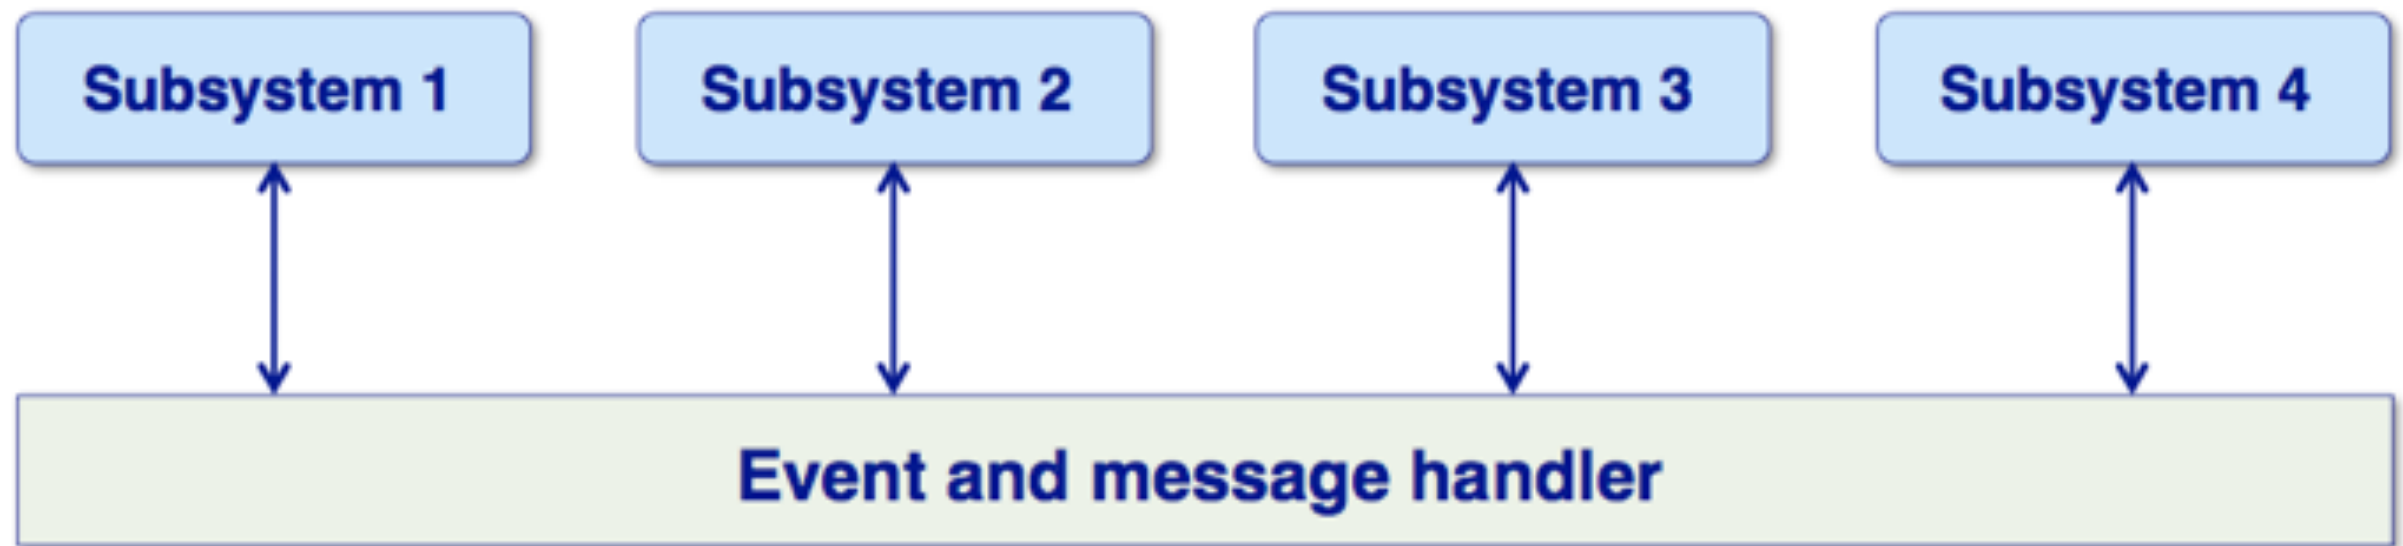 Subsystem 1
Subsystem 2
Subsystem 3
Subsystem 4
Event and message handler